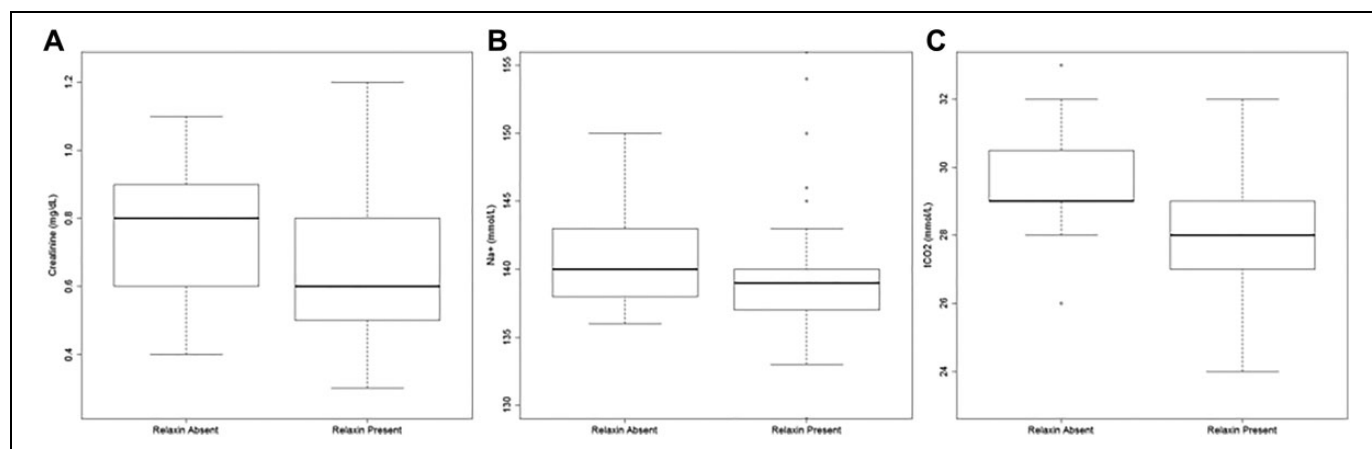 A
Creatinine (mg/dL)
1.2
1.0
0.8
0.6
0.4
Relaxin Absent Relaxin Present
B
Na+ (mmol/L)
155
150
145
140
135
130
Relaxin Absent Relaxin Present
C
tCO2 (mmol/L)
32
30
28
26
24
Relaxin Absent Relaxin Present